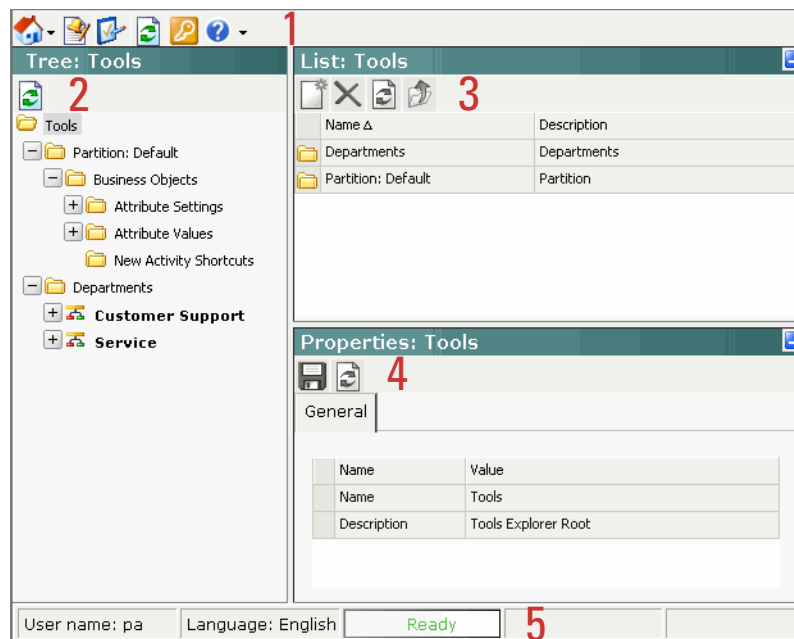 1
Tree: Tools
2
Tools
Partition: Default
Business Objects
Attribute Settings
Attribute Values
New Activity Shortcuts
Departments
Customer Support
Service
List: Tools
3
Name Description
Departments Departments
Partition: Default Partition
Properties: Tools
4
General
Name Value
Name Tools
Description Tools Explorer Root
User name: pa Language: English Ready 5